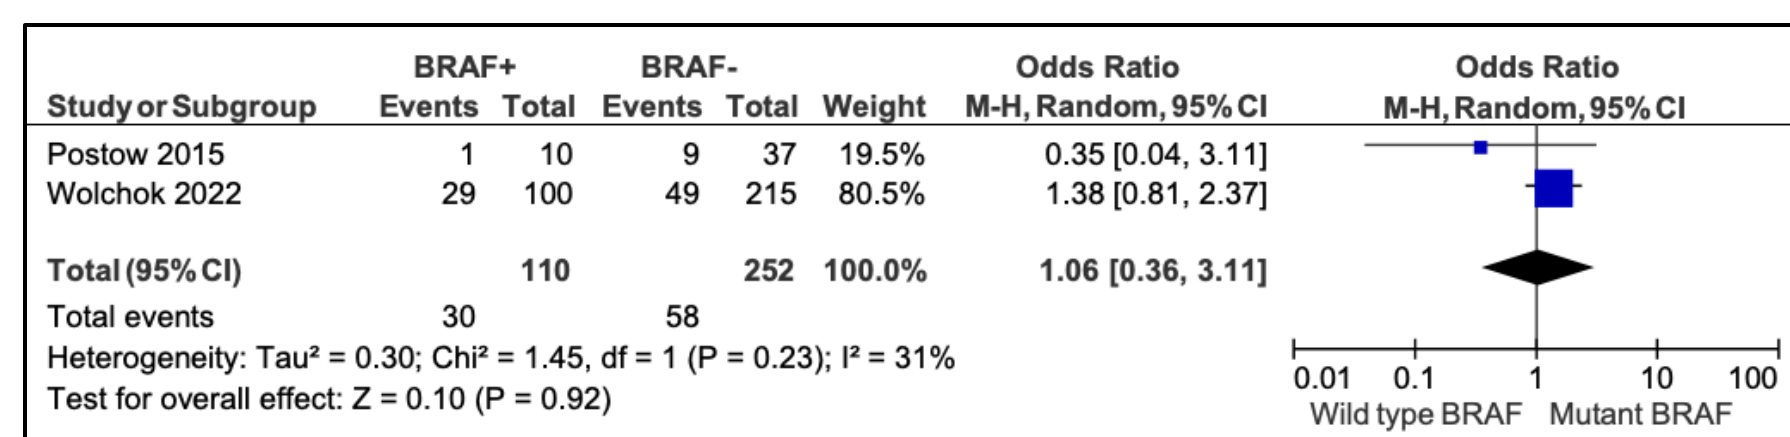 BRAF+ BRAF- Odds Ratio Odds Ratio
Study or Subgroup Events Total Events Total Weight M-H, Random, 95% CI M-H, Random, 95% CI
Postow 2015 1 10 9 37 19.5% 0.35 [0.04, 3.11]
Wolchok 2022 29 100 49 215 80.5% 1.38 [0.81, 2.37]
Total (95% CI) 110 252 100.0% 1.06 [0.36, 3.11]
Total events 30 58
Heterogeneity: Tau² = 0.30; Chi² = 1.45, df = 1 (P = 0.23); I² = 31%
Test for overall effect: Z = 0.10 (P = 0.92)
0.01 0.1 1 10 100
Wild type BRAF Mutant BRAF